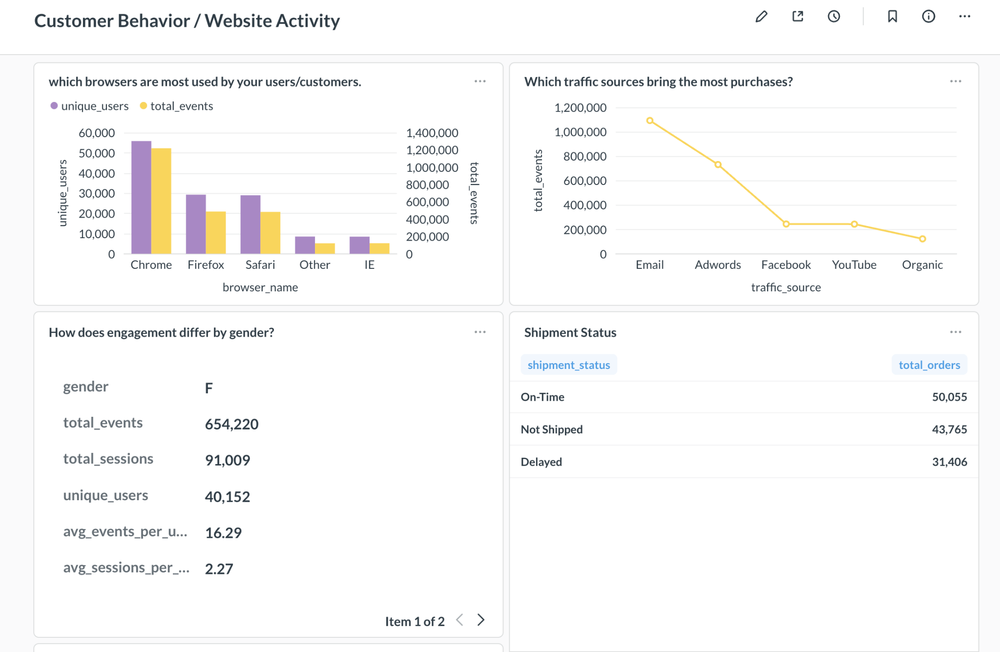 Customer Behavior / Website Activity
which browsers are most used by your users/customers.
unique_users total_events
60,000
50,000
40,000
30,000
20,000
10,000
0
unique_users
1,400,000
1,200,000
1,000,000
800,000
600,000
400,000
200,000
0
total_events
Chrome Firefox Safari Other IE
browser_name
Which traffic sources bring the most purchases?
1,200,000
1,000,000
800,000
600,000
400,000
200,000
0
total_events
Email Adwords Facebook YouTube Organic
traffic_source
How does engagement differ by gender?
gender F
total_events 654,220
total_sessions 91,009
unique_users 40,152
avg_events_per_u... 16.29
avg_sessions_per_... 2.27
Item 1 of 2
Shipment Status
shipment_status total_orders
On-Time 50,055
Not Shipped 43,765
Delayed 31,406